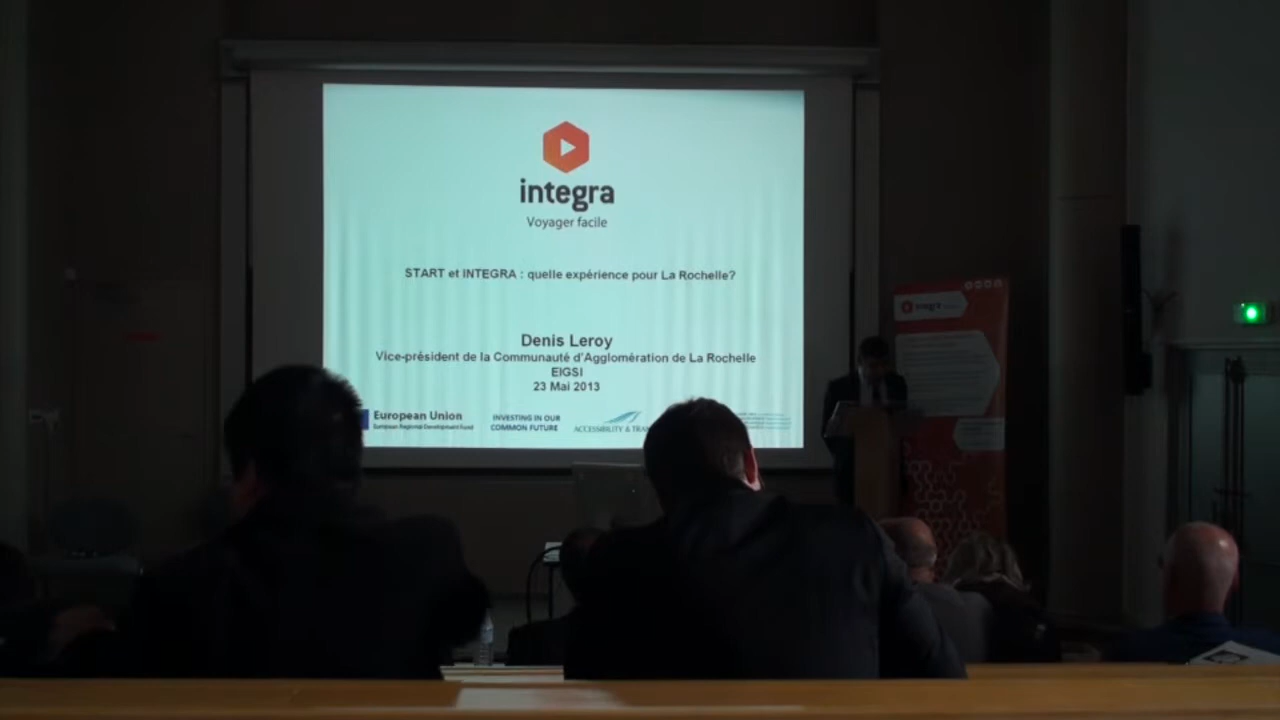 integra
Voyager facile
START et INTEGRA : quelle expérience pour La Rochelle?
Denis Leroy
Vice-président de la Communauté d'Agglomération de La Rochelle
EIGSI
23 Mai 2013
European Union
European Regional Development Fund
INVESTING IN OUR
COMMON FUTURE
ACCESSIBILITY &
integra